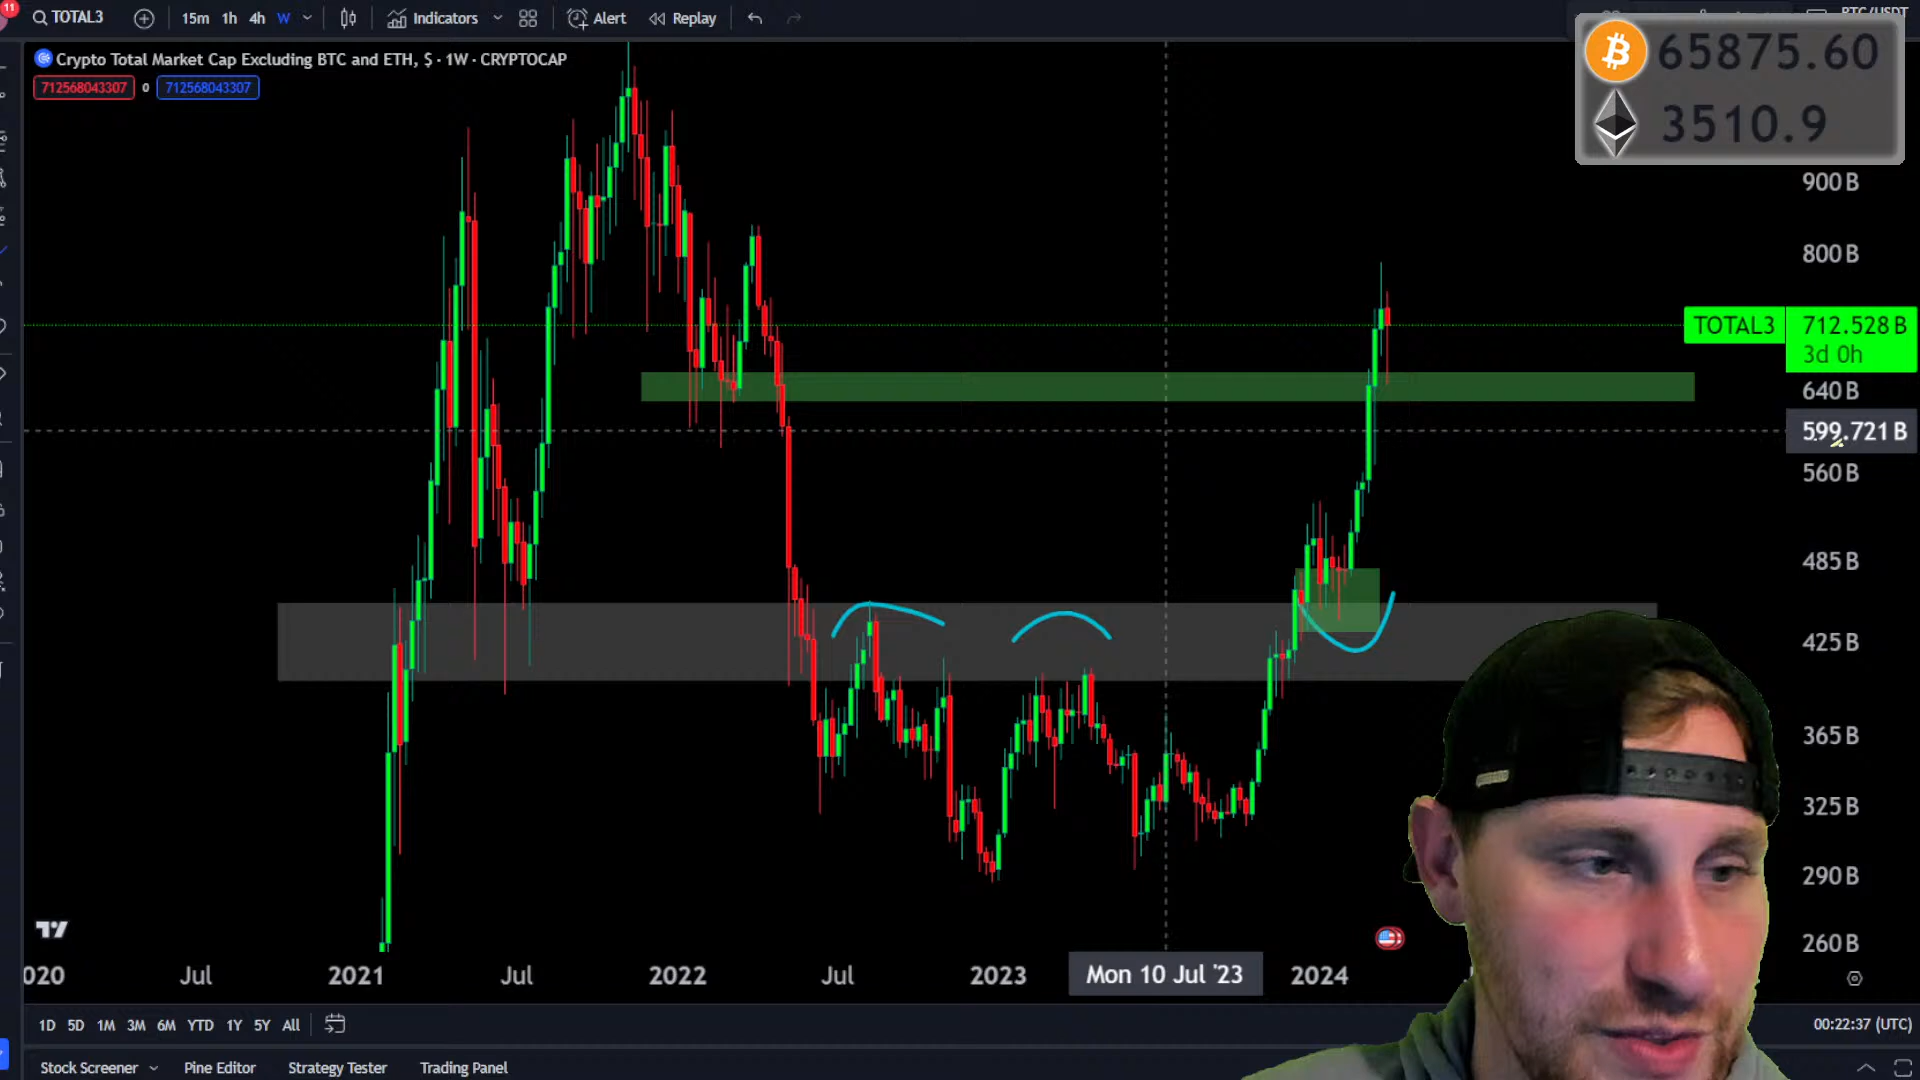 11
TOTAL3
15m 1h 4h W
Indicators
Alert
Replay
Crypto Total Market Cap Excluding BTC and ETH, $ · 1W · CRYPTOCAP
712568043307 0 712568043307
BTC/USDT
65875.60
3510.9
900 B
800 B
TOTAL3 712.528 B
3d 0h
640 B
599.721 B
560 B
485 B
425 B
365 B
325 B
290 B
260 B
020 Jul 2021 Jul 2022 Jul 2023 Mon 10 Jul '23 2024
1D 5D 1M 3M 6M YTD 1Y 5Y All
00:22:37 (UTC)
Stock Screener Pine Editor Strategy Tester Trading Panel